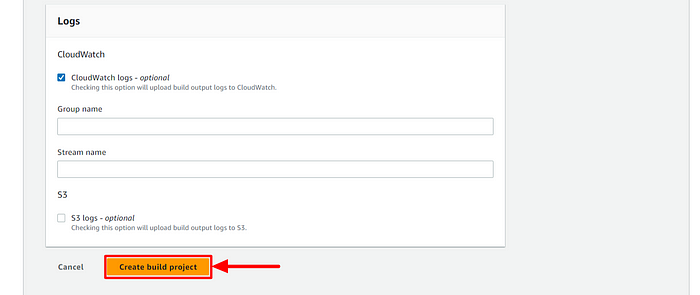 Logs
CloudWatch
CloudWatch logs - optional
Checking this option will upload build output logs to CloudWatch.
Group name
Stream name
S3
S3 logs - optional
Checking this option will upload build output logs to S3.
Cancel Create build project